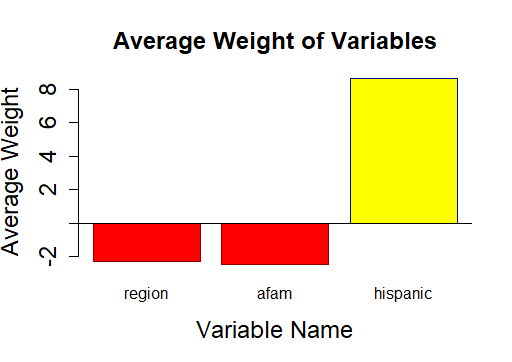 Average Weight of Variables
Average Weight
8
6
4
2
-2
region afam hispanic
Variable Name